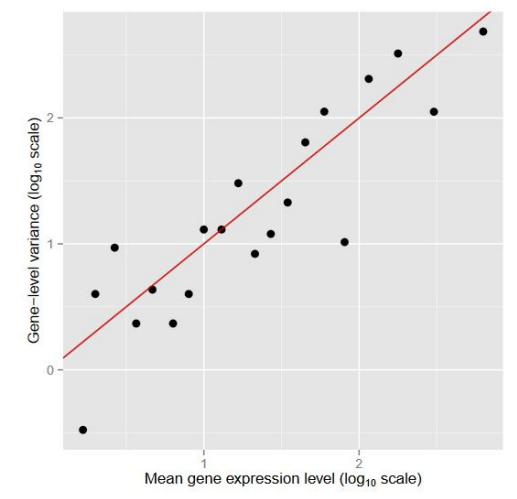 Gene−level variance (log₁₀ scale)
2
1
0
1 2
Mean gene expression level (log₁₀ scale)